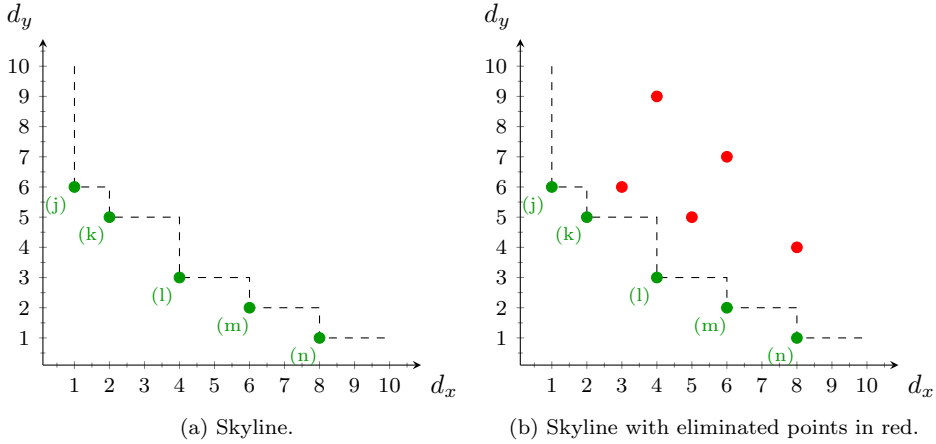 d_y
10
9
8
7
6
5
4
3
2
1
(j)
(k)
(l)
(m)
(n)
1 2 3 4 5 6 7 8 9 10
d_x
(a) Skyline.
d_y
10
9
8
7
6
5
4
3
2
1
(j)
(k)
(l)
(m)
(n)
1 2 3 4 5 6 7 8 9 10
d_x
(b) Skyline with eliminated points in red.